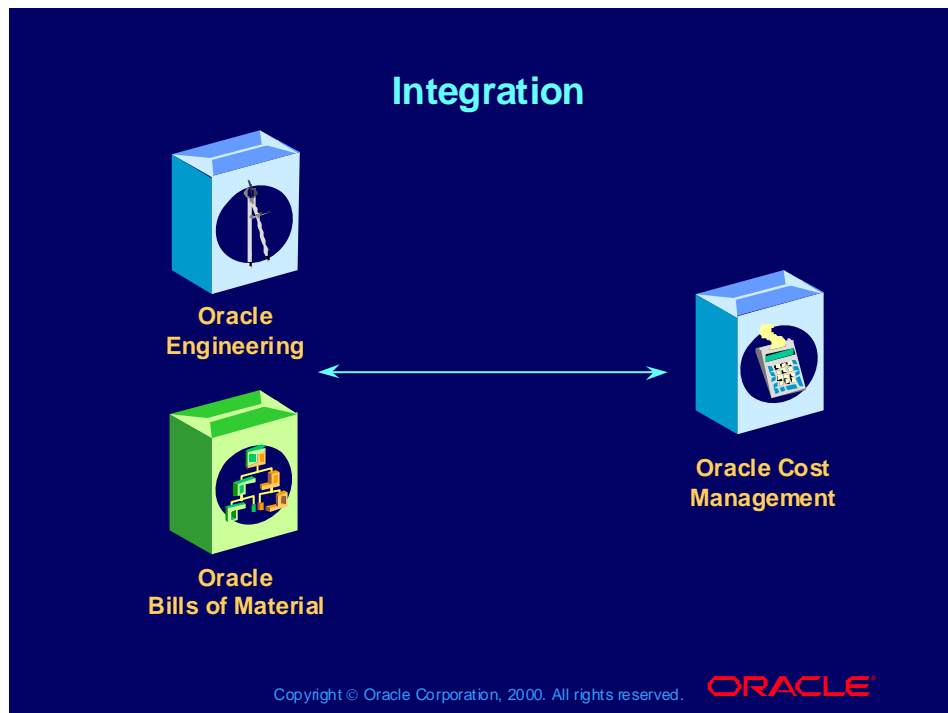 Integration
Oracle
Engineering
Oracle Cost
Management
Oracle
Bills of Material
Copyright © Oracle Corporation, 2000. All rights reserved.
ORACLE®